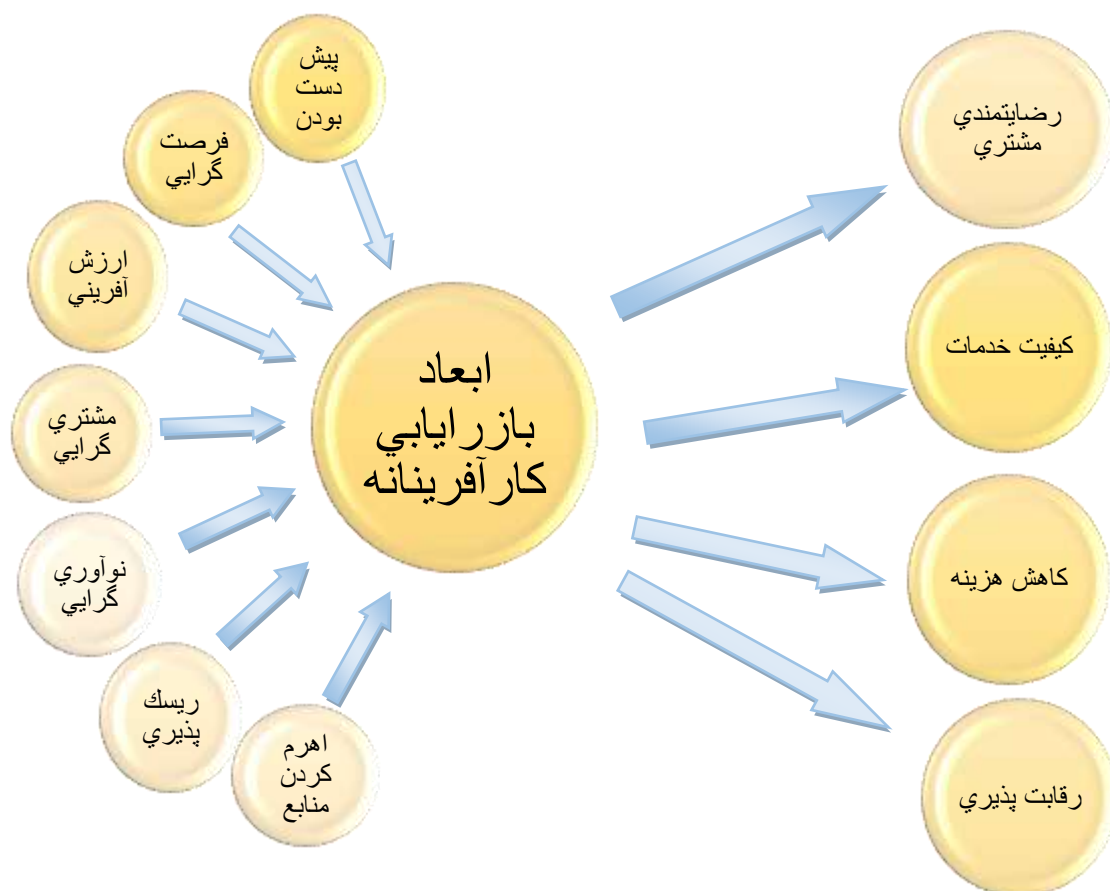 پيش
دست
بودن
فرصت
گرايي
ارزش
آفريني
مشتري
گرايي
نوآوري
گرايي
ريسك
پذيري
اهرم
كردن
منابع
ابعاد
بازرايابي
كارآفرينانه
رضايتمندي
مشتري
كيفيت خدمات
كاهش هزينه
رقابت پذيري